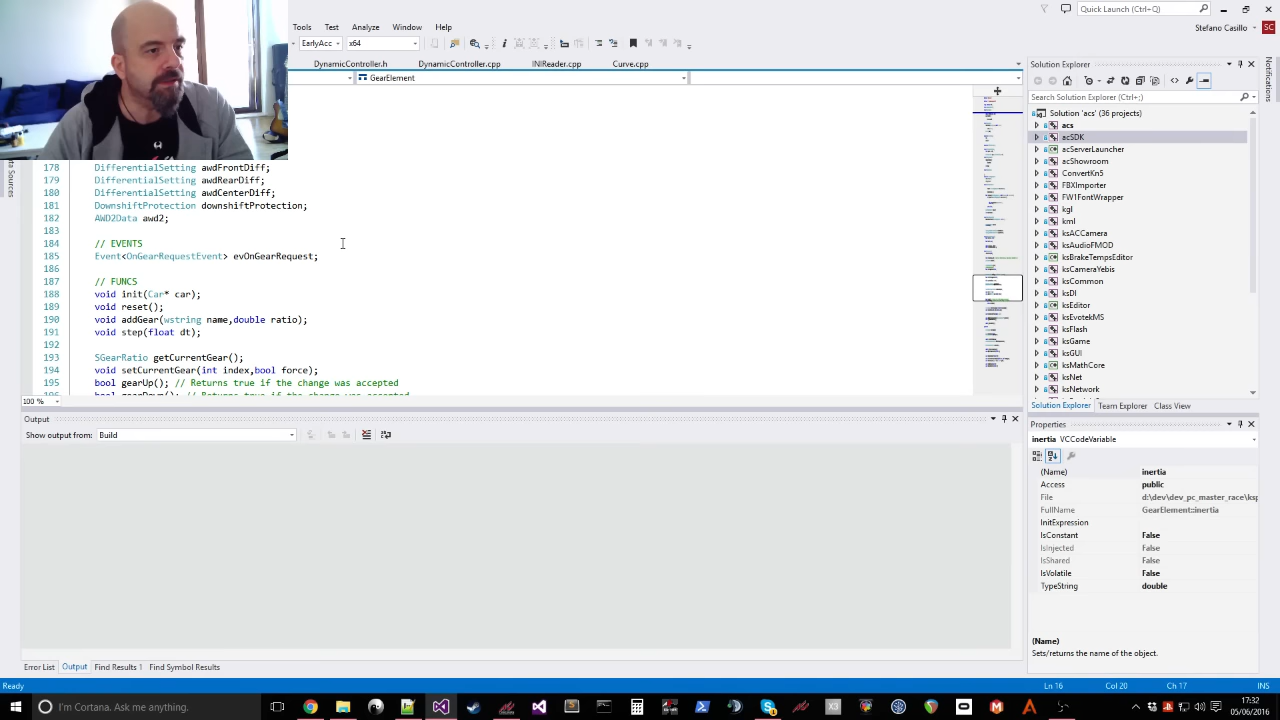 Quick Launch (Ctrl+Q)
Tools Test Analyze Window Help
Stefano Casillo SC
EarlyAcc x64
DynamicController.h DynamicController.cpp INIReader.cpp Curve.cpp
GearElement
178 DifferentialSetting awdFrontDiff;
179 DifferentialSetting awdRearDiff;
180 DifferentialSetting awdCenterDiff;
181 DownshiftProtection downshiftProtec
182 AWD2Data awd2;
183
184 // EVENTS
185 Event<OnGearRequestEvent> evOnGearRequest;
186
187 // FUNCS
188 void init(Car* car);
189 void reset();
190 void addGear(wstring name,double re
191 void step(float dt);
192
193 SGearRatio getCurrentGear();
194 void setCurrentGear(int index,bool force);
195 bool gearUp(); // Returns true if the change was accepted
100 %
Solution Explorer
Search Solution Explorer (Ctrl+;)
Solution 'acs' (36 projects)
acs
acSDK
acServerLauncher
acShowroom
ConvertKn5
FBXImporter
FW1FontWrapper
kgl
kml
ksACCamera
ksAudioFMOD
ksBrakeTempsEditor
ksCameraYebis
ksCommon
ksDI
ksEditor
ksEvotekMS
ksFlash
ksGame
ksGUI
ksMathCore
ksNet
ksNetwork
Solution Explorer Team Explorer Class View
Notifications
Output
Show output from: Build
Properties
inertia VCCodeVariable
(Name) inertia
Access public
File d:\dev\dev_pc_master_race\ksp
FullName GearElement::inertia
InitExpression
IsConstant False
IsInjected False
IsShared False
IsVolatile False
TypeString double
(Name)
Sets/returns the name of the object.
Error List Output Find Results 1 Find Symbol Results
Ready Ln 16 Col 20 Ch 17 INS
I'm Cortana. Ask me anything.
17:32
05/06/2016